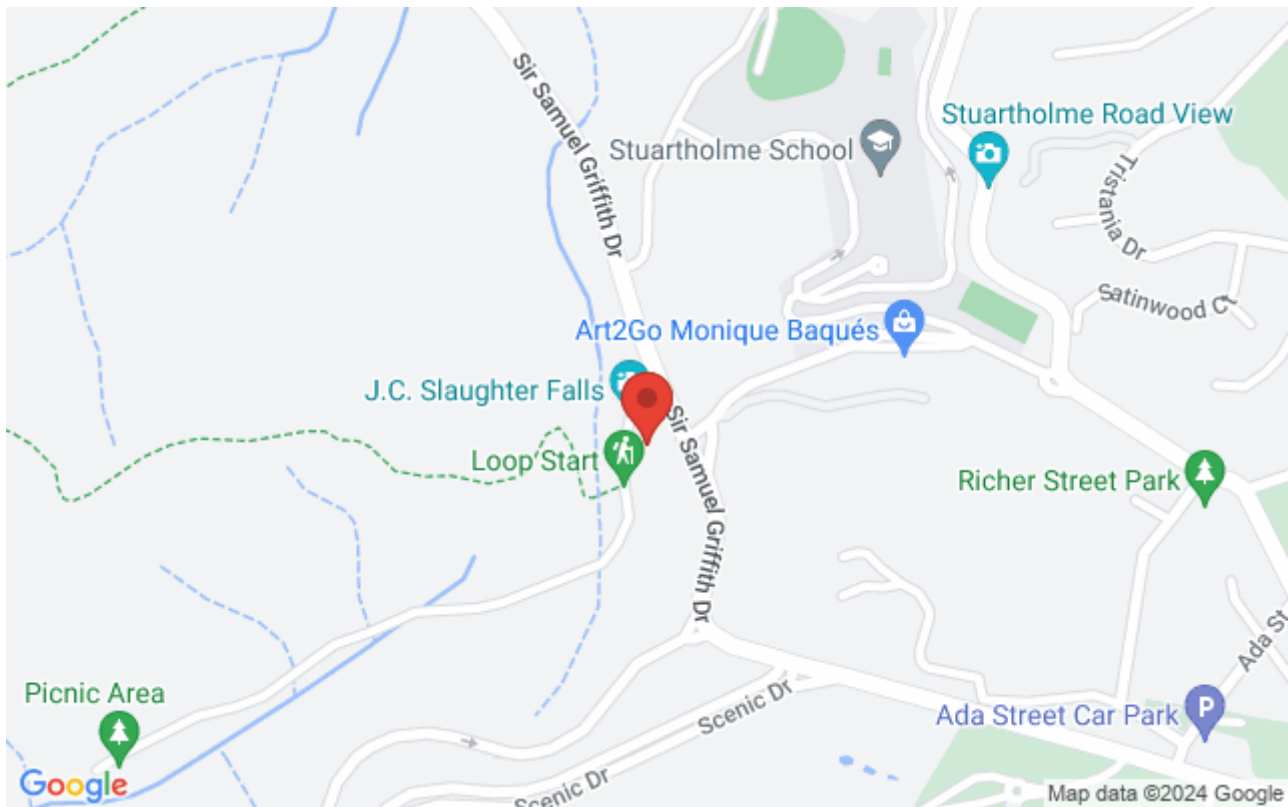 Sir Samuel Griffith Dr
Stuartholme School
Stuartholme Road View
Tristania Dr
Satinwood Ct
Art2Go Monique Baqués
J.C. Slaughter Falls
Loop Start
Sir Samuel Griffith Dr
Richer Street Park
Ada St
Picnic Area
Scenic Dr
Ada Street Car Park
P
Scenic Dr
Google
Map data ©2024 Google